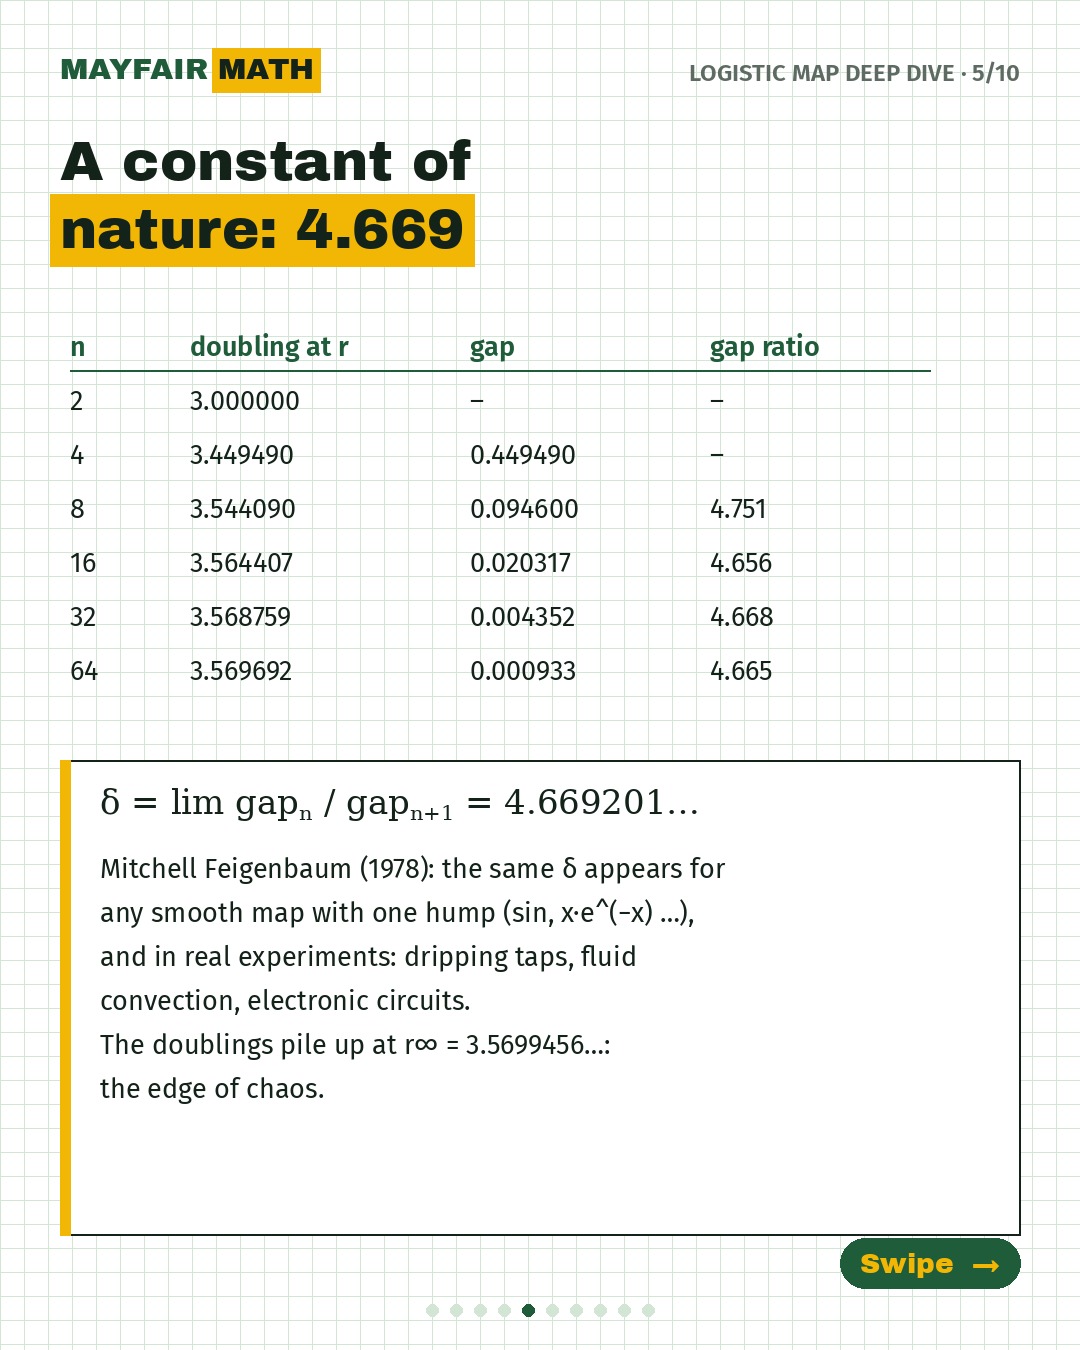 MAYFAIR MATH
LOGISTIC MAP DEEP DIVE · 5/10
A constant of
nature: 4.669
n doubling at r gap gap ratio
2 3.000000 – –
4 3.449490 0.449490 –
8 3.544090 0.094600 4.751
16 3.564407 0.020317 4.656
32 3.568759 0.004352 4.668
64 3.569692 0.000933 4.665
δ = lim gapₙ / gapₙ₊₁ = 4.669201…
Mitchell Feigenbaum (1978): the same δ appears for
any smooth map with one hump (sin, x·e^(−x) …),
and in real experiments: dripping taps, fluid
convection, electronic circuits.
The doublings pile up at r∞ = 3.5699456…:
the edge of chaos.
Swipe →